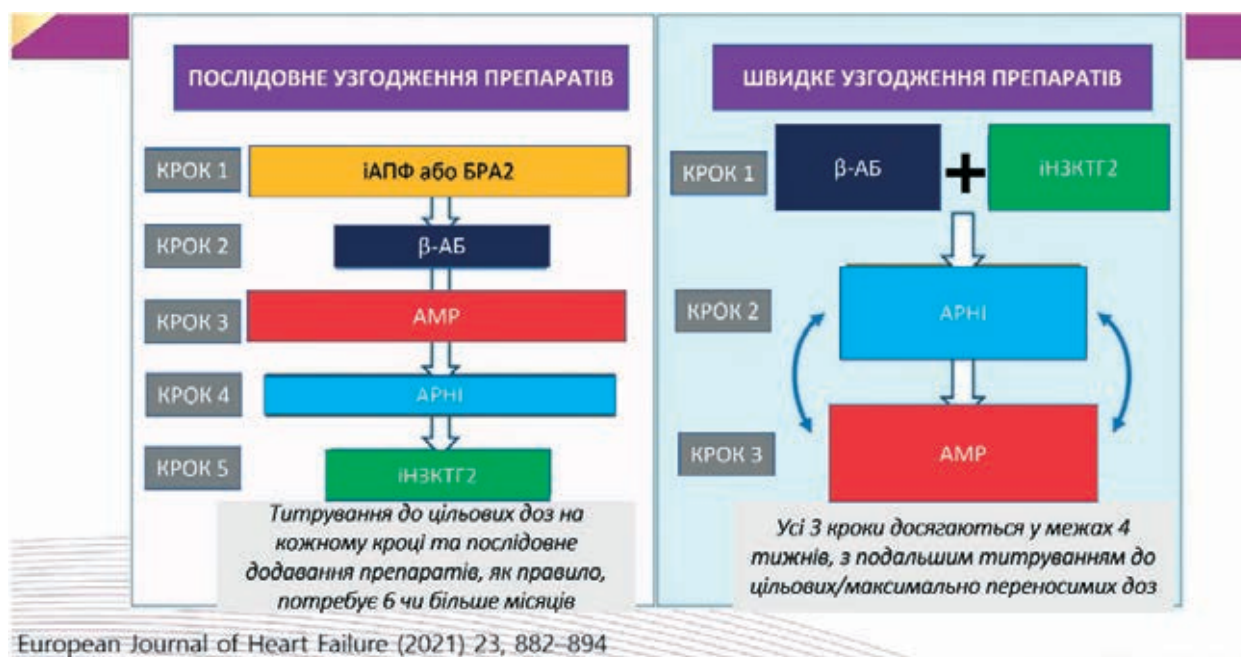 ПОСЛІДОВНЕ УЗГОДЖЕННЯ ПРЕПАРАТІВ
КРОК 1
іАПФ або БРА2
КРОК 2
β-АБ
КРОК 3
АМР
КРОК 4
АРНІ
КРОК 5
іНЗКТГ2
Титрування до цільових доз на
кожному кроці та послідовне
додавання препаратів, як правило,
потребує 6 чи більше місяців
ШВИДКЕ УЗГОДЖЕННЯ ПРЕПАРАТІВ
КРОК 1
β-АБ
+
іНЗКТГ2
КРОК 2
АРНІ
КРОК 3
АМР
Усі 3 кроки досягаються у межах 4
тижнів, з подальшим титруванням до
цільових/максимально переносимих доз
European Journal of Heart Failure (2021) 23, 882–894